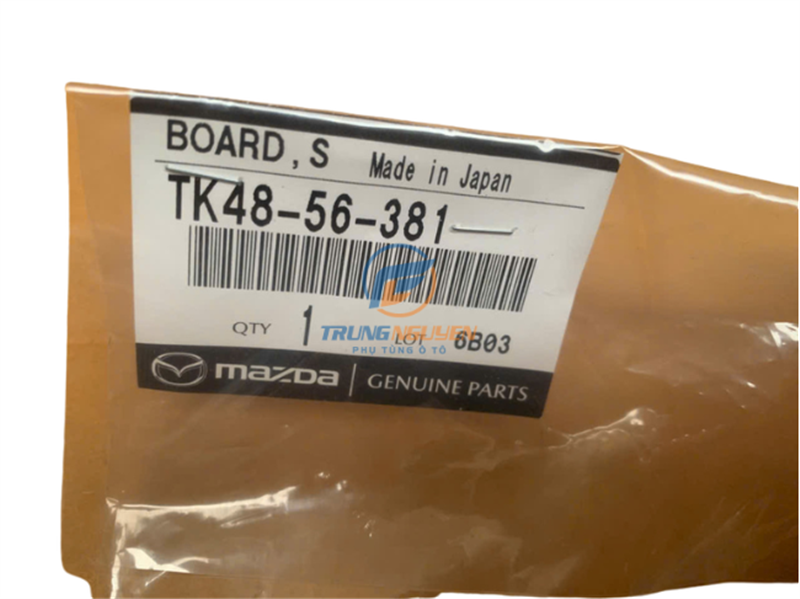 BOARD, S Made in Japan
TK48-56-381
TRUNG NGUYEN
PHỤ TÙNG Ô TÔ
QTY 1 LOT 6B03
mazda GENUINE PARTS